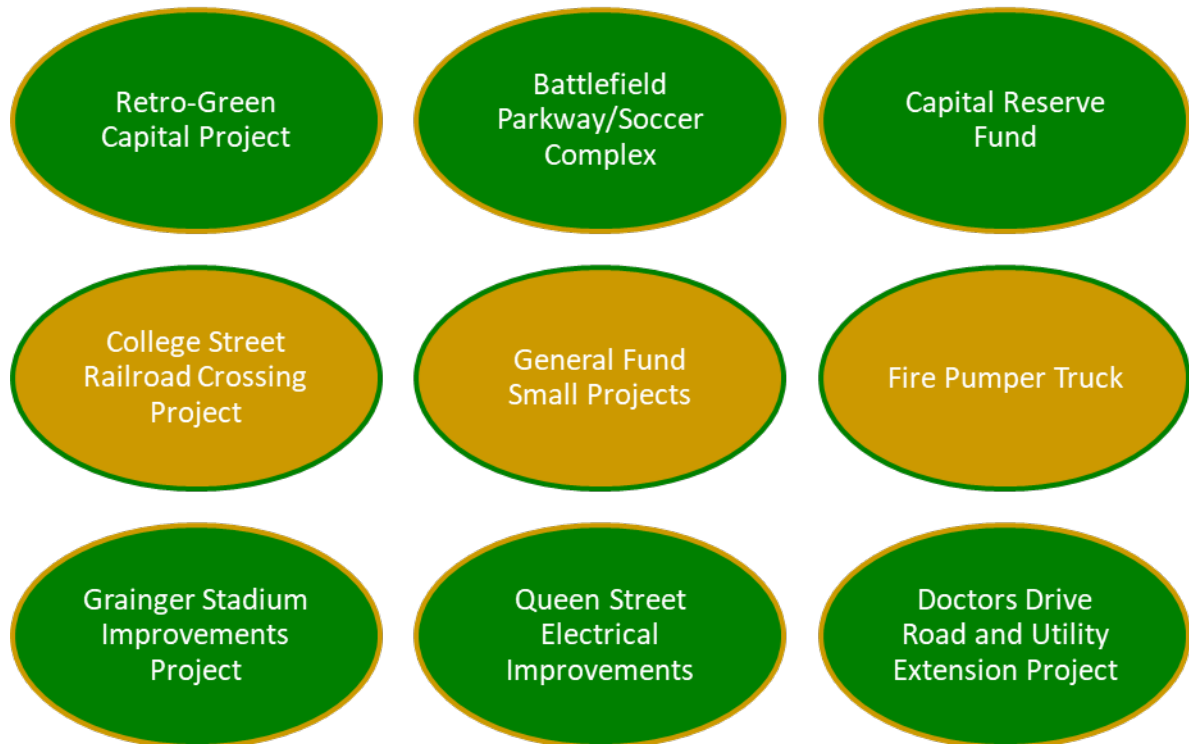 Retro-Green
Capital Project
Battlefield
Parkway/Soccer
Complex
Capital Reserve
Fund
College Street
Railroad Crossing
Project
General Fund
Small Projects
Fire Pumper Truck
Grainger Stadium
Improvements
Project
Queen Street
Electrical
Improvements
Doctors Drive
Road and Utility
Extension Project